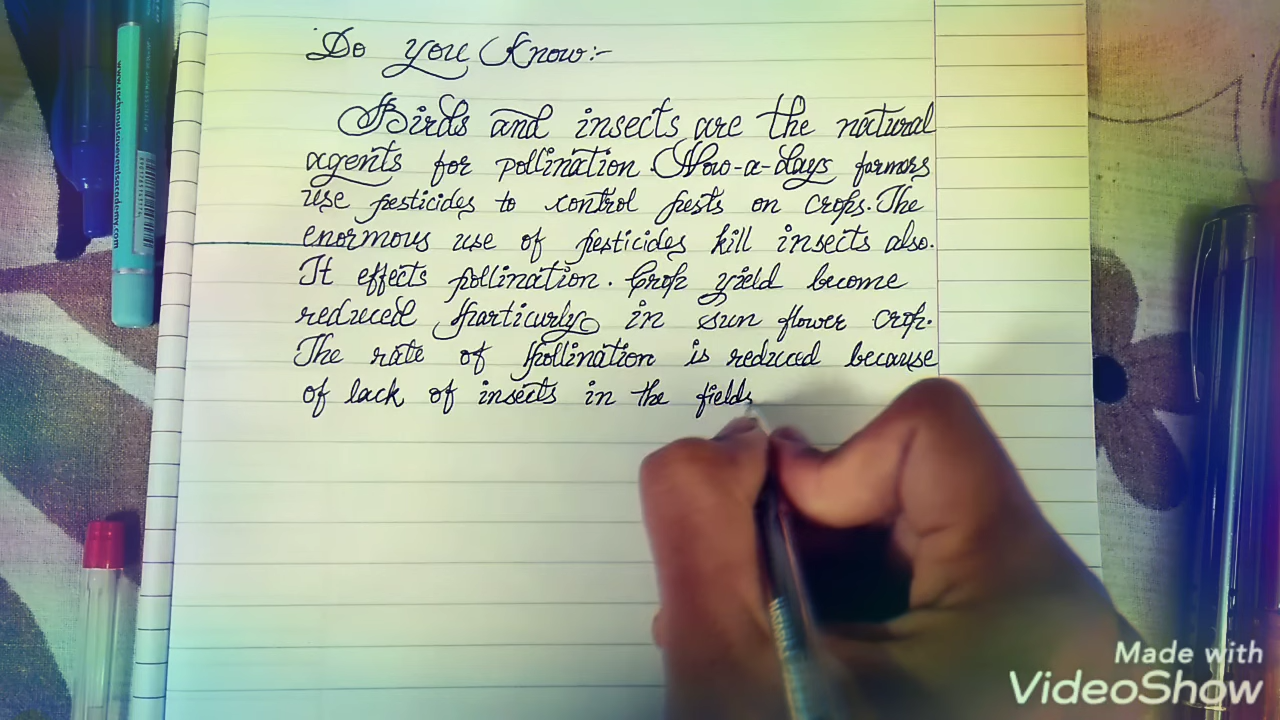 Do you Know:-
Birds and insects are the natural
agents for pollination. Now-a-days farmors
use pesticides to control pests on crops. The
enormous use of pesticides kill insects also.
It effects pollination. Crop yield become
reduced particurly in sun flower crop.
The rate of pollination is reduced because
of lack of insects in the fields
Made with
VideoShow